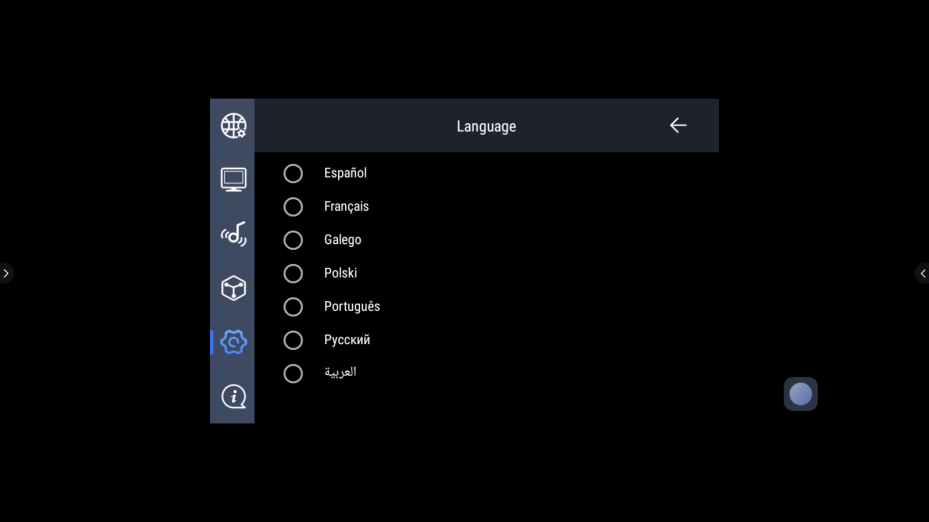 Language
Español
Français
Galego
Polski
Português
Русский
العربية